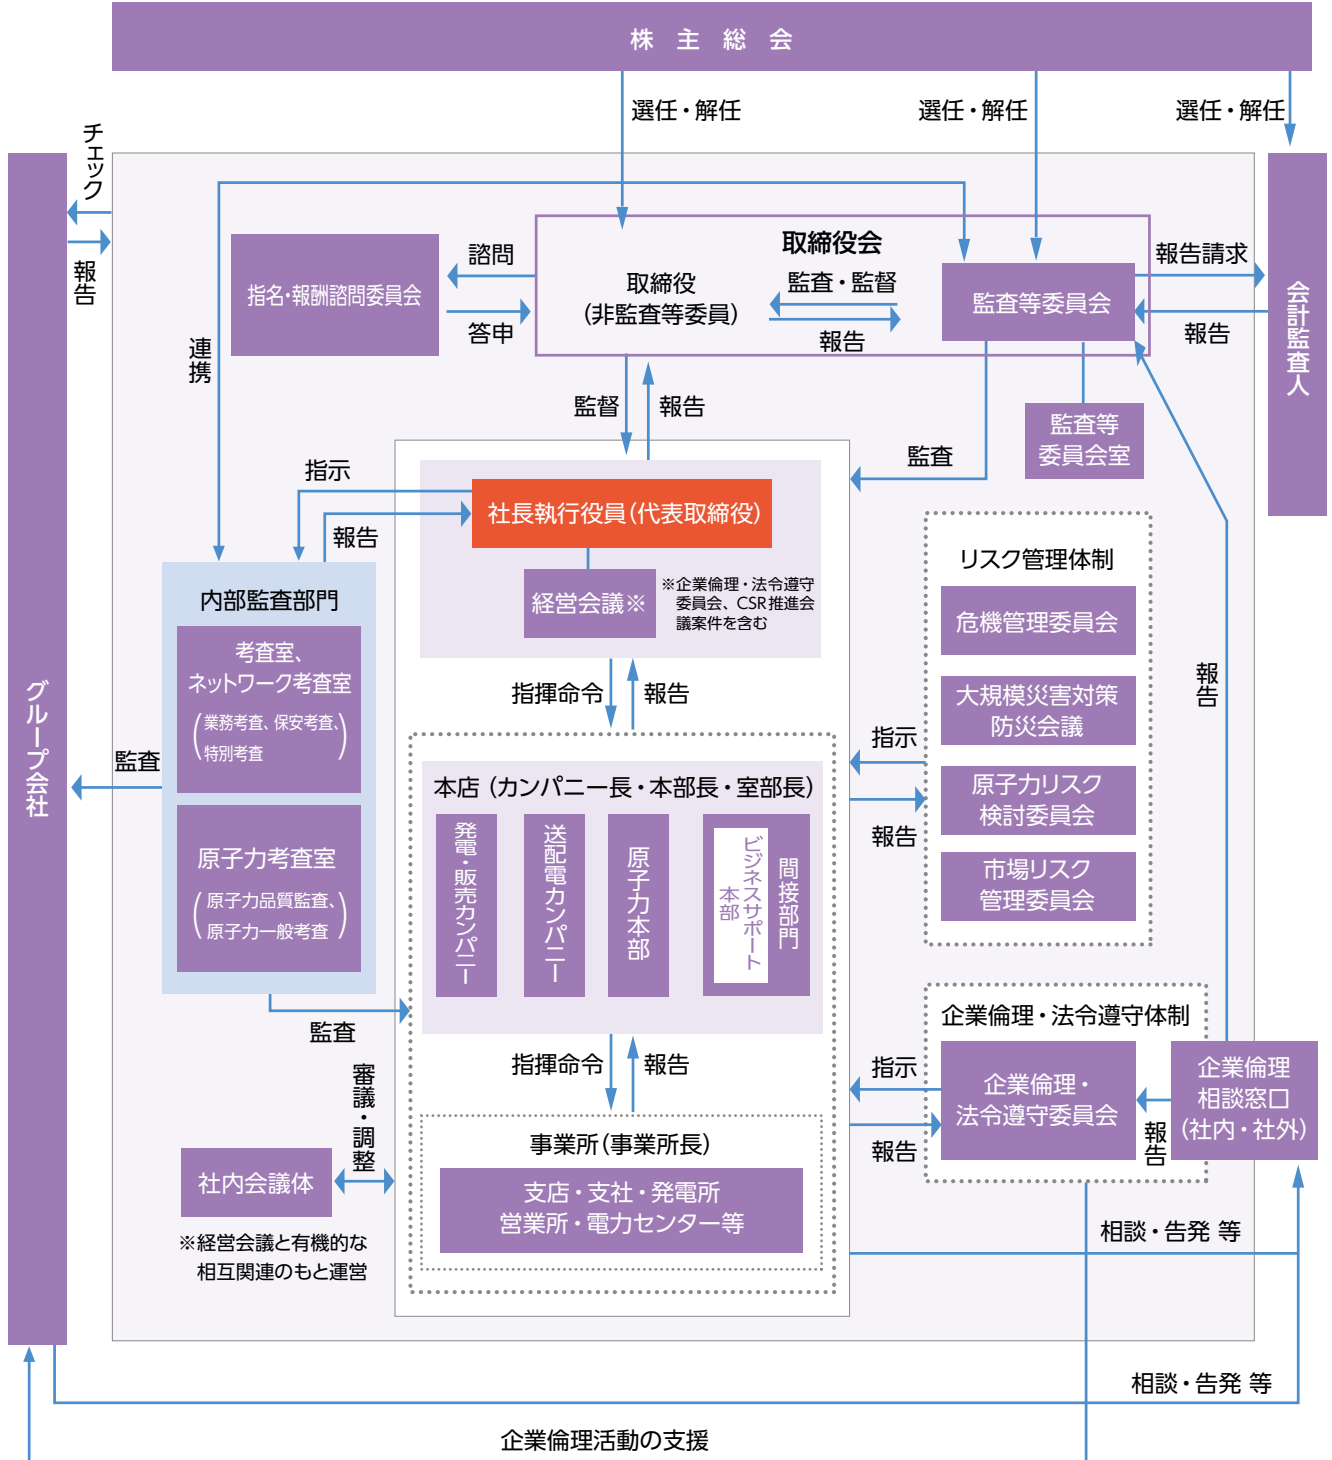 株主総会
選任・解任
選任・解任
選任・解任
チェック
報告
グループ会社
会計監査人
取締役会
取締役
(非監査等委員)
監査・監督
報告
監査等委員会
報告請求
報告
諮問
答申
指名・報酬諮問委員会
連携
監督
報告
監査
監査等
委員会室
指示
報告
社長執行役員(代表取締役)
経営会議※
※企業倫理・法令遵守
委員会、CSR推進会
議案件を含む
内部監査部門
考査室、
ネットワーク考査室
(業務考査、保安考査、
特別考査)
原子力考査室
(原子力品質監査、
原子力一般考査)
監査
監査
指揮命令
報告
本店(カンパニー長・本部長・室部長)
発電・販売カンパニー
送配電カンパニー
原子力本部
間接部門
ビジネスサポート
本部
指揮命令
報告
事業所(事業所長)
支店・支社・発電所
営業所・電力センター等
審議・調整
社内会議体
※経営会議と有機的な
相互関連のもと運営
リスク管理体制
危機管理委員会
大規模災害対策
防災会議
原子力リスク
検討委員会
市場リスク
管理委員会
指示
報告
報告
企業倫理・法令遵守体制
企業倫理・
法令遵守委員会
指示
報告
報告
企業倫理
相談窓口
(社内・社外)
相談・告発 等
相談・告発 等
企業倫理活動の支援